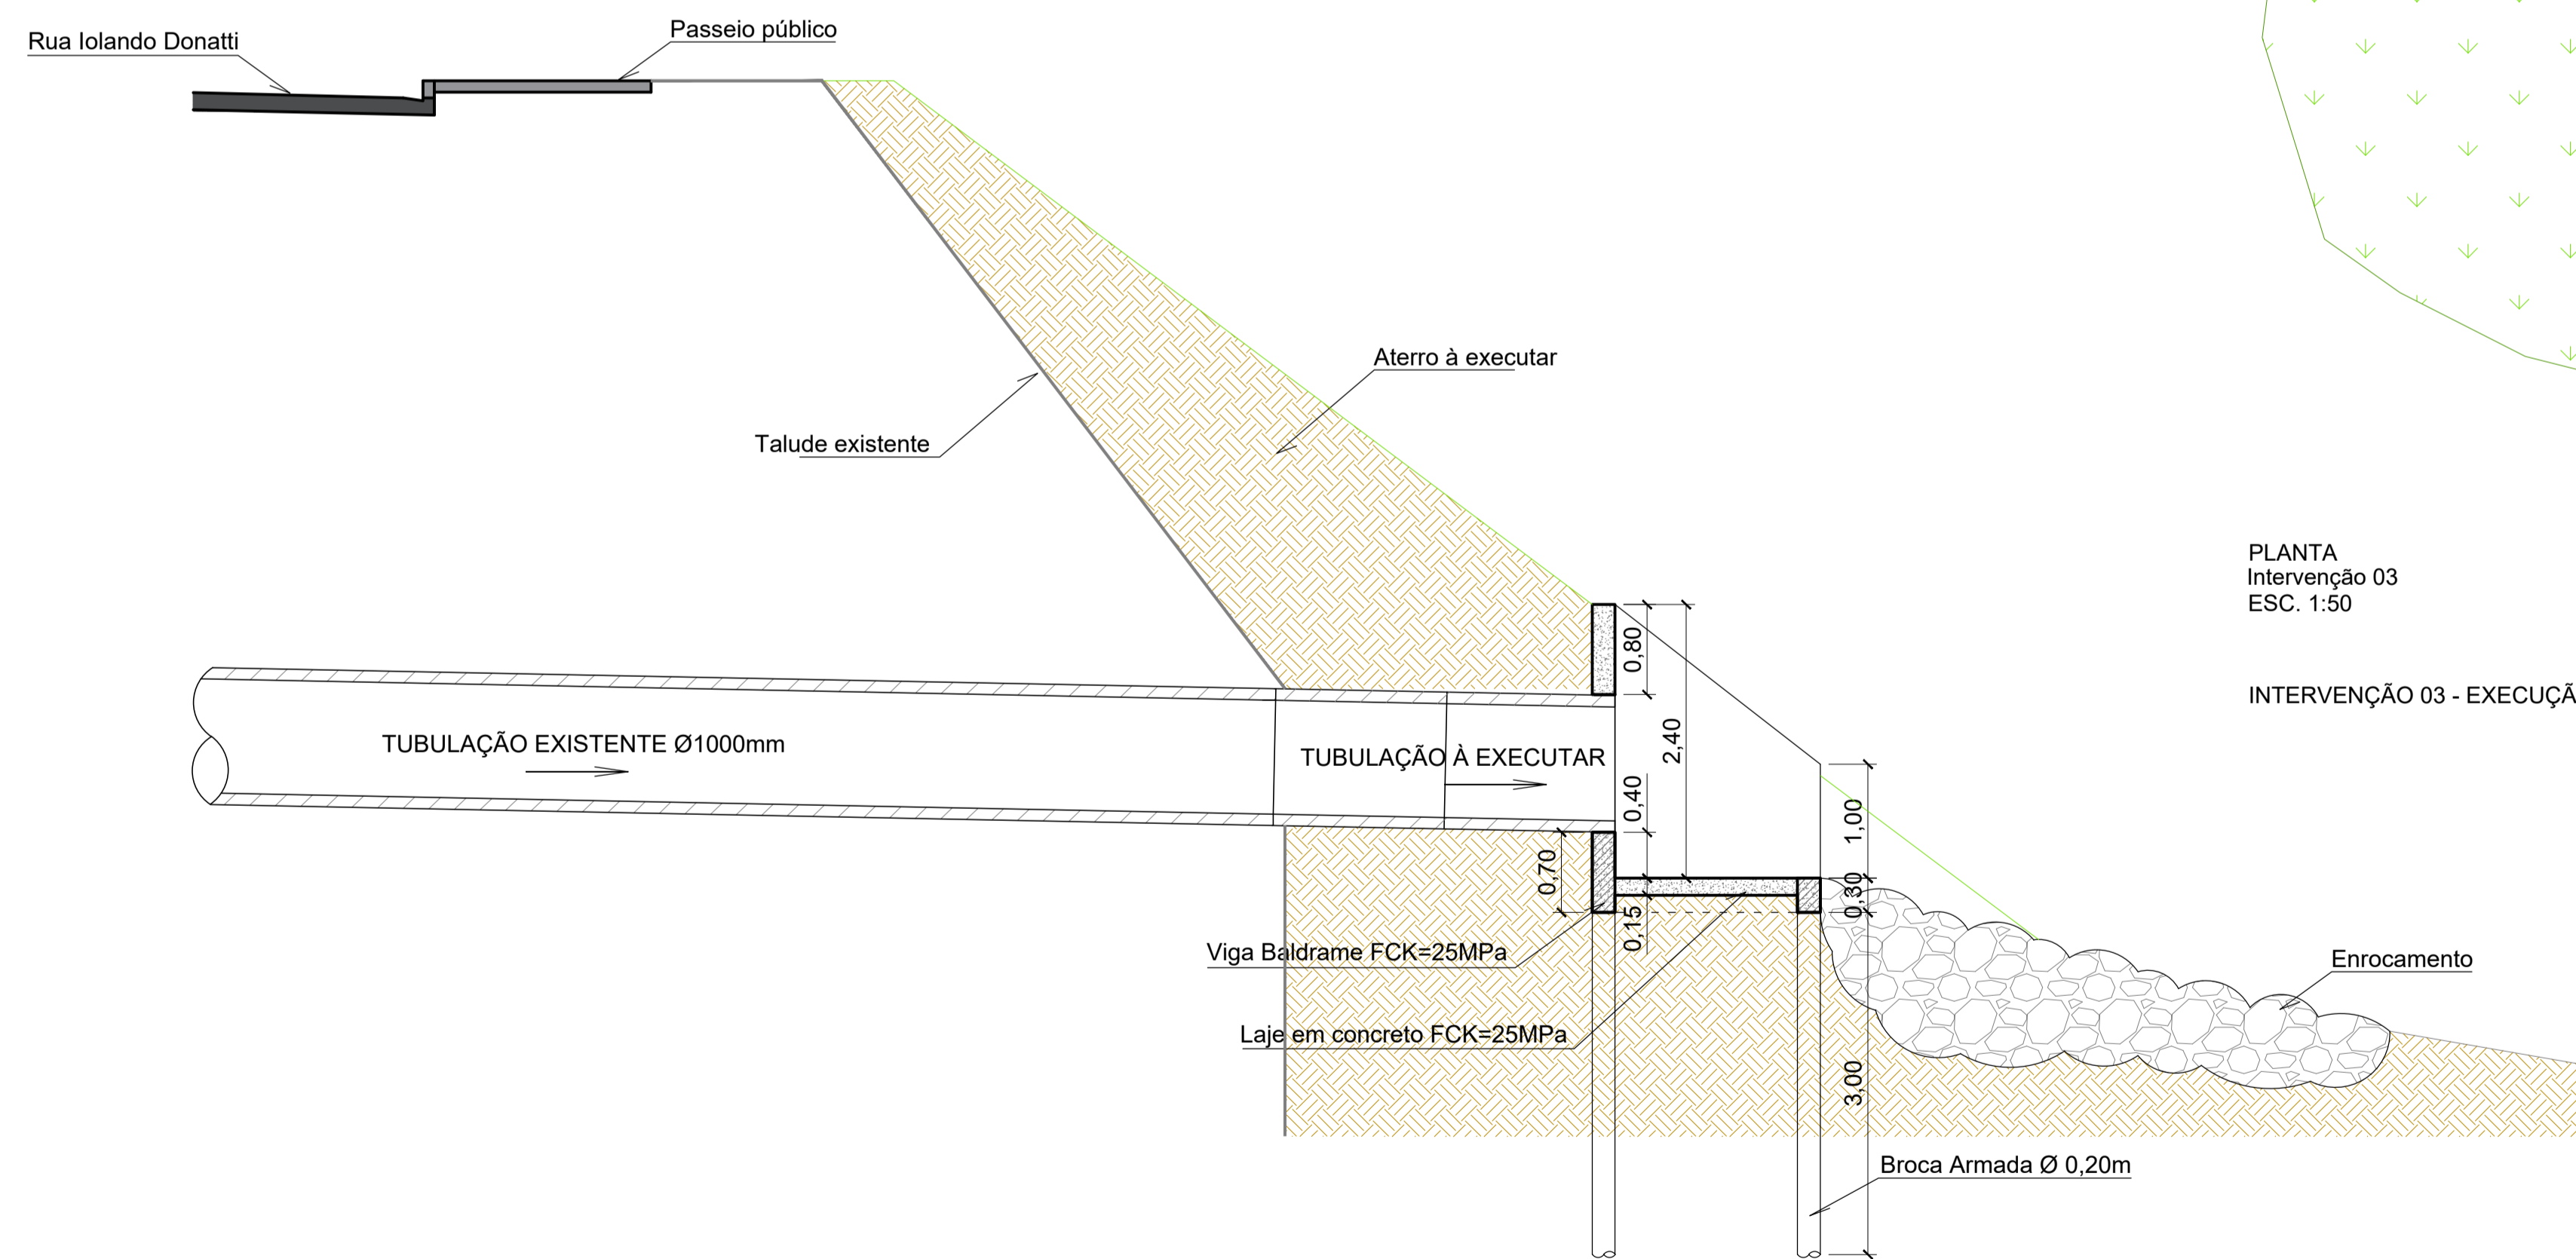 Rua Iolando Donatti
Passeio público
Aterro à executar
Talude existente
PLANTA
Intervenção 03
ESC. 1:50
0,80
2,40
INTERVENÇÃO 03 - EXECUÇÃ
TUBULAÇÃO EXISTENTE Ø1000mm
TUBULAÇÃO À EXECUTAR
0,40
1,00
0,70
0,30
0,15
Viga Baldrame FCK=25MPa
Enrocamento
Laje em concreto FCK=25MPa
3,00
Broca Armada Ø 0,20m